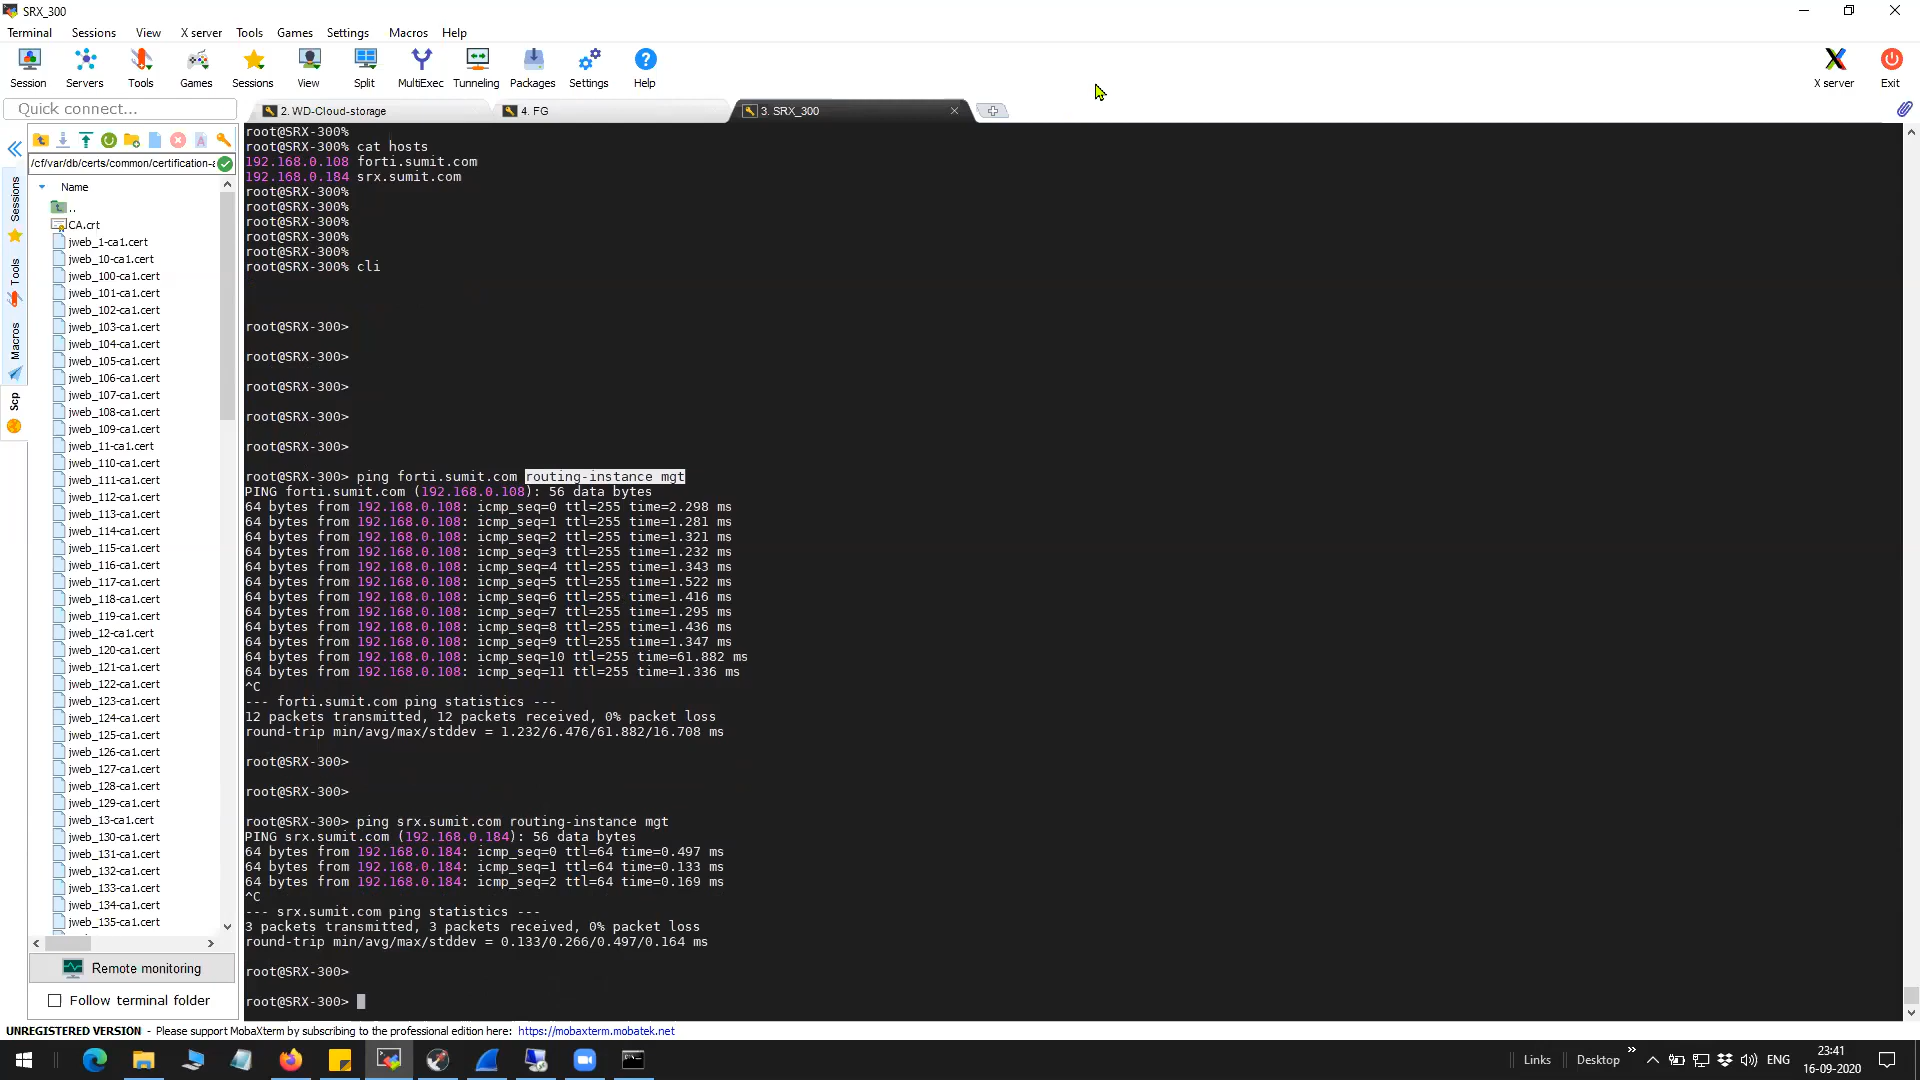 SRX_300
Terminal Sessions View X server Tools Games Settings Macros Help
Session Servers Tools Games Sessions View Split MultiExec Tunneling Packages Settings Help X server Exit
Quick connect...
2. WD-Cloud-storage
4. FG
3. SRX_300
/cf/var/db/certs/common/certification-a
Name
..
CA.crt
jweb_1-ca1.cert
jweb_10-ca1.cert
jweb_100-ca1.cert
jweb_101-ca1.cert
jweb_102-ca1.cert
jweb_103-ca1.cert
jweb_104-ca1.cert
jweb_105-ca1.cert
jweb_106-ca1.cert
jweb_107-ca1.cert
jweb_108-ca1.cert
jweb_109-ca1.cert
jweb_11-ca1.cert
jweb_110-ca1.cert
jweb_111-ca1.cert
jweb_112-ca1.cert
jweb_113-ca1.cert
jweb_114-ca1.cert
jweb_115-ca1.cert
jweb_116-ca1.cert
jweb_117-ca1.cert
jweb_118-ca1.cert
jweb_119-ca1.cert
jweb_12-ca1.cert
jweb_120-ca1.cert
jweb_121-ca1.cert
jweb_122-ca1.cert
jweb_123-ca1.cert
jweb_124-ca1.cert
jweb_125-ca1.cert
jweb_126-ca1.cert
jweb_127-ca1.cert
jweb_128-ca1.cert
jweb_129-ca1.cert
jweb_13-ca1.cert
jweb_130-ca1.cert
jweb_131-ca1.cert
jweb_132-ca1.cert
jweb_133-ca1.cert
jweb_134-ca1.cert
jweb_135-ca1.cert
Sessions
Tools
Macros
Scp
Remote monitoring
Follow terminal folder
root@SRX-300%
root@SRX-300% cat hosts
192.168.0.108 forti.sumit.com
192.168.0.184 srx.sumit.com
root@SRX-300%
root@SRX-300%
root@SRX-300%
root@SRX-300%
root@SRX-300%
root@SRX-300% cli
root@SRX-300>
root@SRX-300>
root@SRX-300>
root@SRX-300>
root@SRX-300>
root@SRX-300> ping forti.sumit.com routing-instance mgt
PING forti.sumit.com (192.168.0.108): 56 data bytes
64 bytes from 192.168.0.108: icmp_seq=0 ttl=255 time=2.298 ms
64 bytes from 192.168.0.108: icmp_seq=1 ttl=255 time=1.281 ms
64 bytes from 192.168.0.108: icmp_seq=2 ttl=255 time=1.321 ms
64 bytes from 192.168.0.108: icmp_seq=3 ttl=255 time=1.232 ms
64 bytes from 192.168.0.108: icmp_seq=4 ttl=255 time=1.343 ms
64 bytes from 192.168.0.108: icmp_seq=5 ttl=255 time=1.522 ms
64 bytes from 192.168.0.108: icmp_seq=6 ttl=255 time=1.416 ms
64 bytes from 192.168.0.108: icmp_seq=7 ttl=255 time=1.295 ms
64 bytes from 192.168.0.108: icmp_seq=8 ttl=255 time=1.436 ms
64 bytes from 192.168.0.108: icmp_seq=9 ttl=255 time=1.347 ms
64 bytes from 192.168.0.108: icmp_seq=10 ttl=255 time=61.882 ms
64 bytes from 192.168.0.108: icmp_seq=11 ttl=255 time=1.336 ms
^C
--- forti.sumit.com ping statistics ---
12 packets transmitted, 12 packets received, 0% packet loss
round-trip min/avg/max/stddev = 1.232/6.476/61.882/16.708 ms
root@SRX-300>
root@SRX-300>
root@SRX-300> ping srx.sumit.com routing-instance mgt
PING srx.sumit.com (192.168.0.184): 56 data bytes
64 bytes from 192.168.0.184: icmp_seq=0 ttl=64 time=0.497 ms
64 bytes from 192.168.0.184: icmp_seq=1 ttl=64 time=0.133 ms
64 bytes from 192.168.0.184: icmp_seq=2 ttl=64 time=0.169 ms
^C
--- srx.sumit.com ping statistics ---
3 packets transmitted, 3 packets received, 0% packet loss
round-trip min/avg/max/stddev = 0.133/0.266/0.497/0.164 ms
root@SRX-300>
root@SRX-300>
UNREGISTERED VERSION - Please support MobaXterm by subscribing to the professional edition here: https://mobaxterm.mobatek.net
Links Desktop » ENG
23:41
16-09-2020